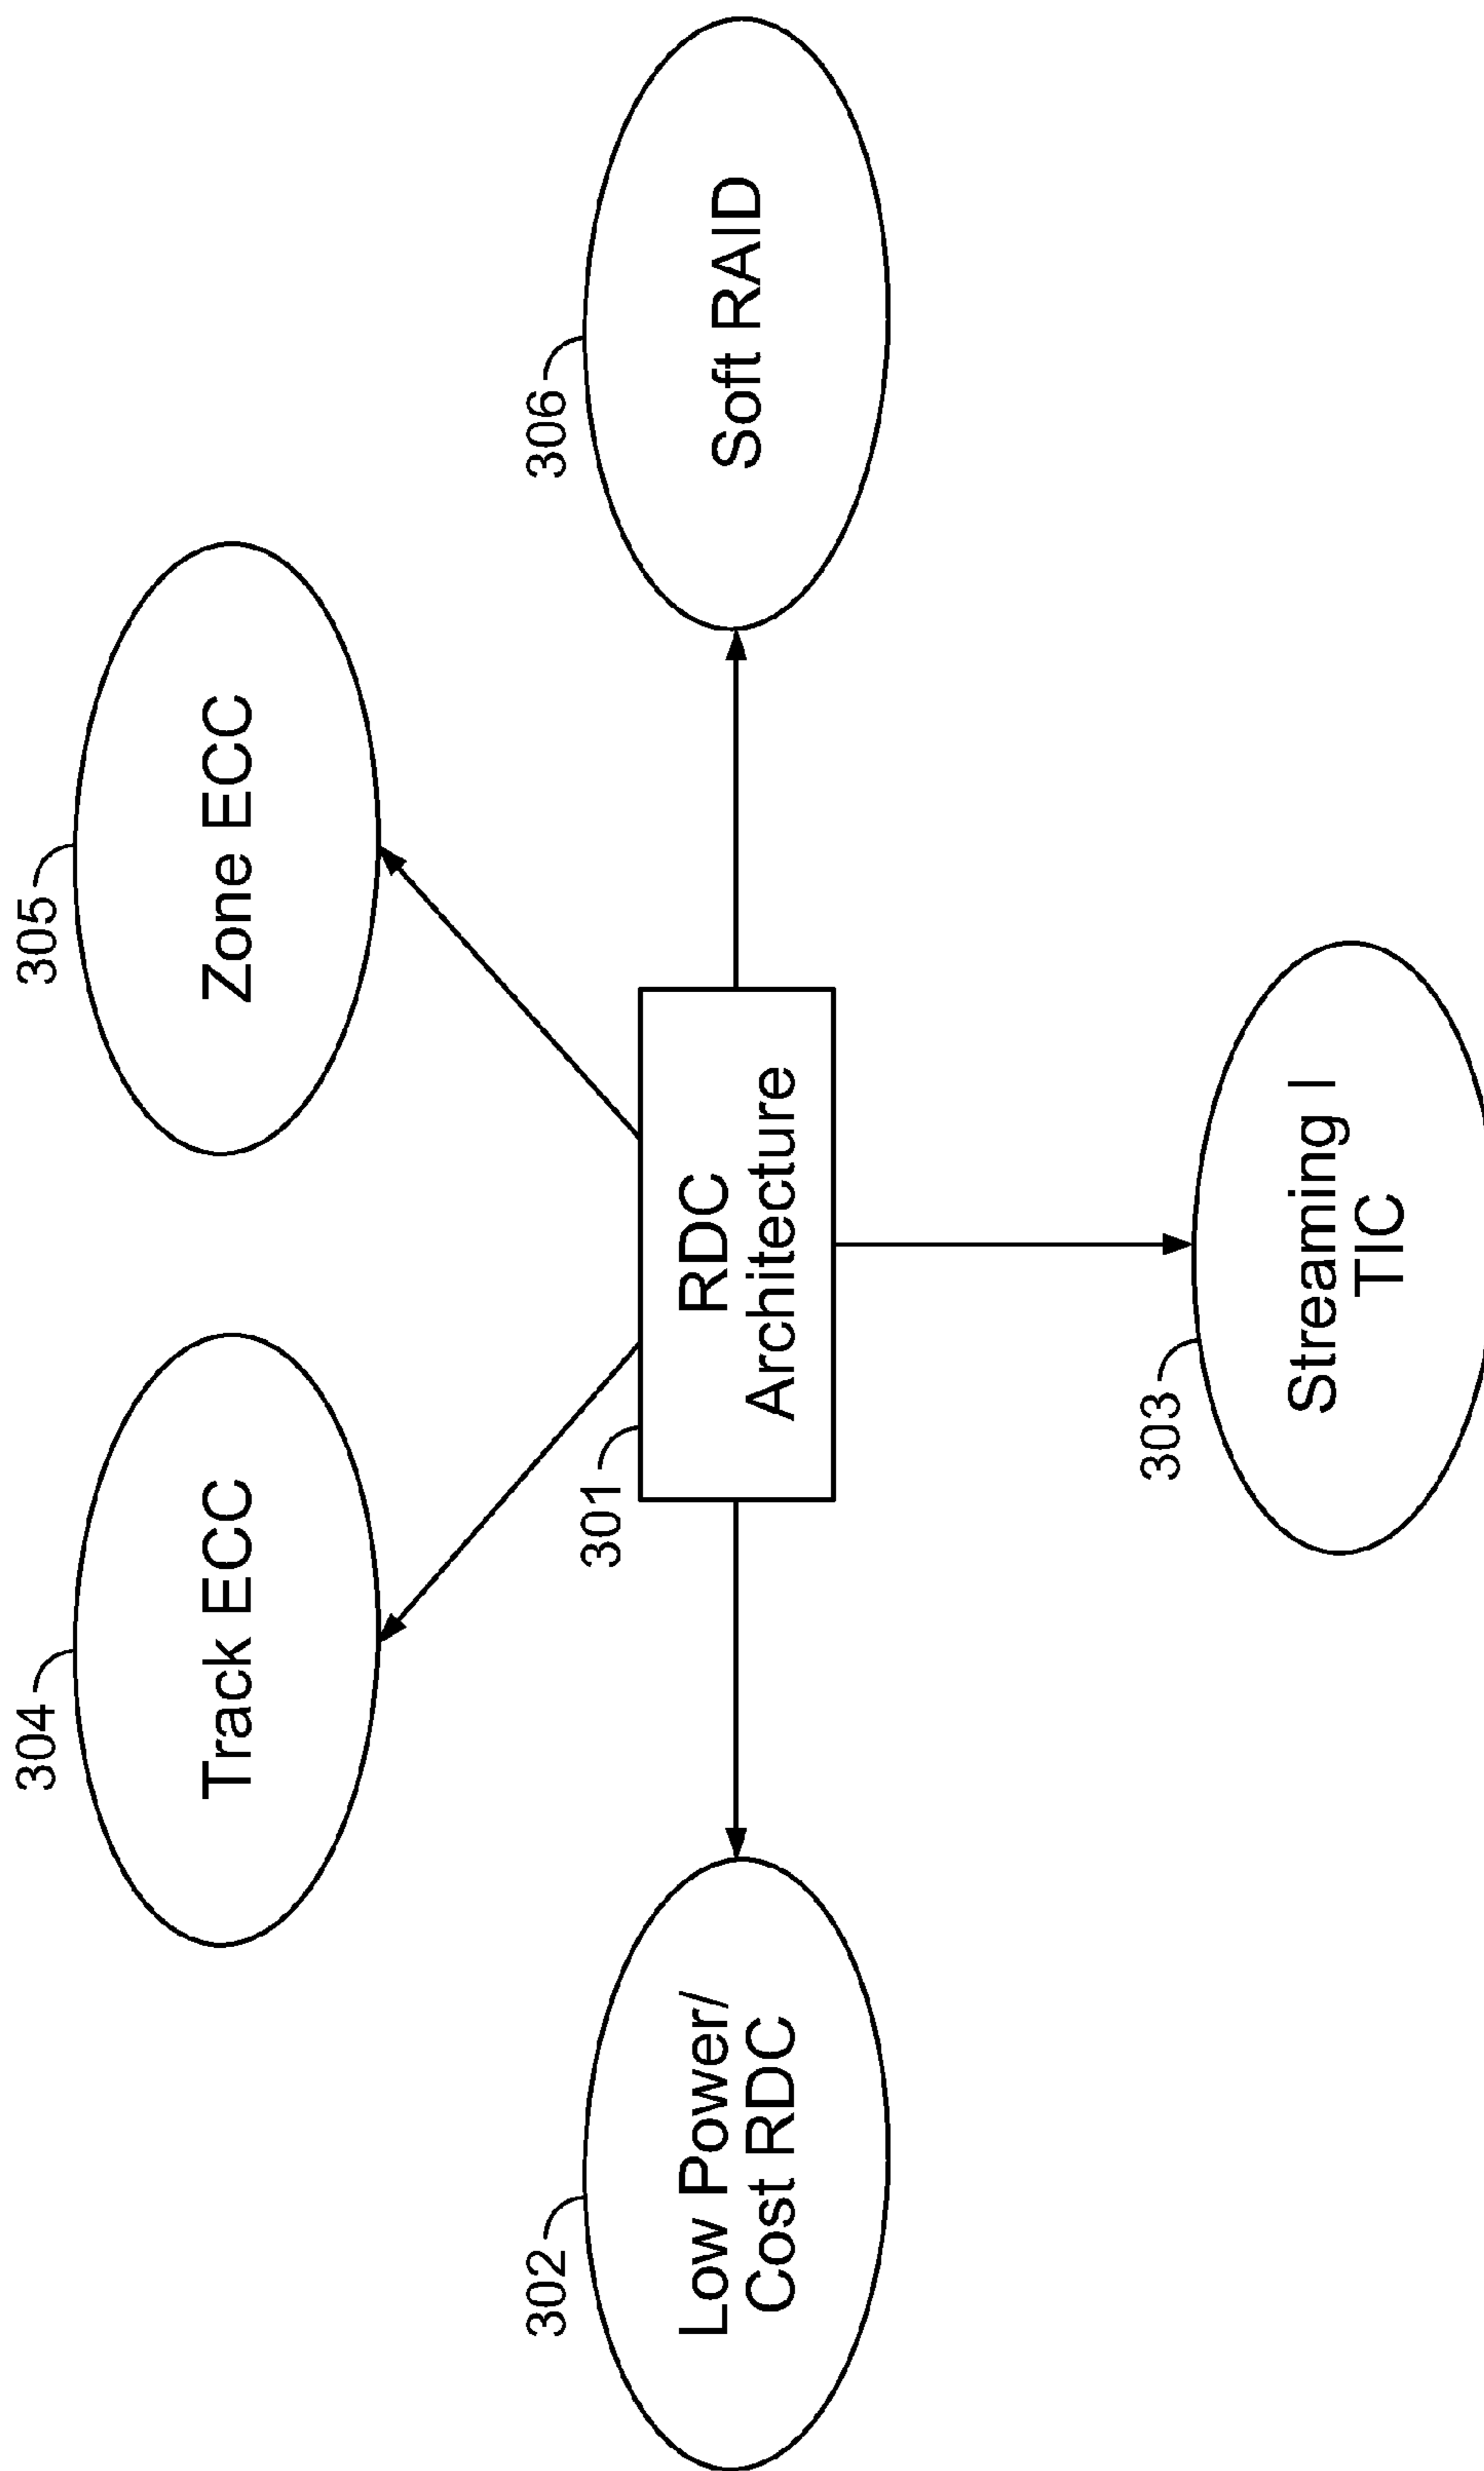 304
Track ECC
305
Zone ECC
302
Low Power/
Cost RDC
301
RDC
Architecture
306
Soft RAID
303
Streaming I
TIC